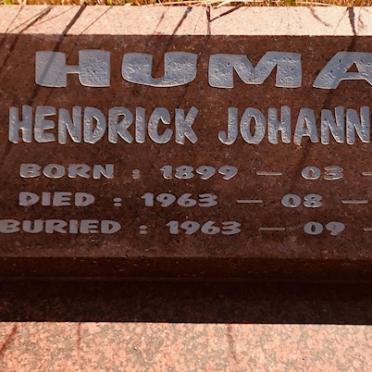 HUMA
HENDRICK JOHANN
BORN : 1899 — 03 —
DIED : 1963 — 08 —
BURIED : 1963 — 09 —